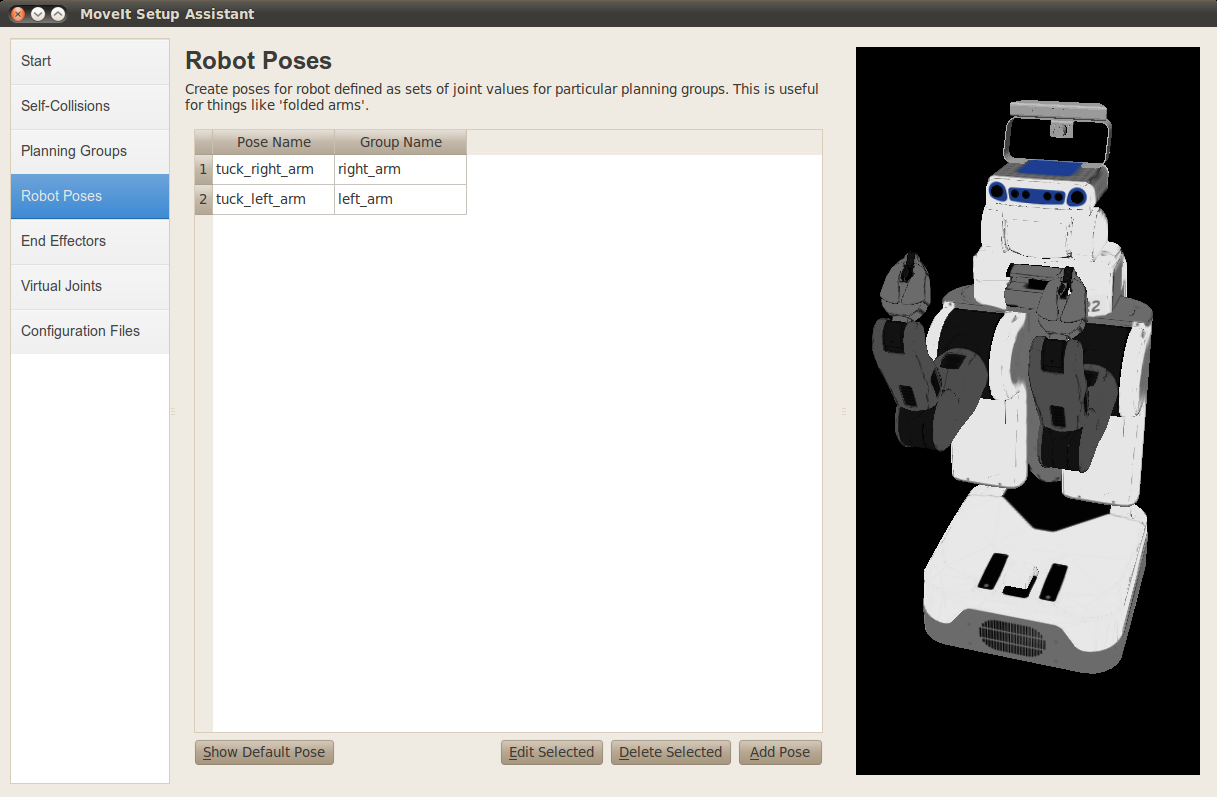 MoveIt Setup Assistant
Start
Self-Collisions
Planning Groups
Robot Poses
End Effectors
Virtual Joints
Configuration Files
Robot Poses
Create poses for robot defined as sets of joint values for particular planning groups. This is useful
for things like 'folded arms'.
Pose Name Group Name
1 tuck_right_arm right_arm
2 tuck_left_arm left_arm
Show Default Pose Edit Selected Delete Selected Add Pose